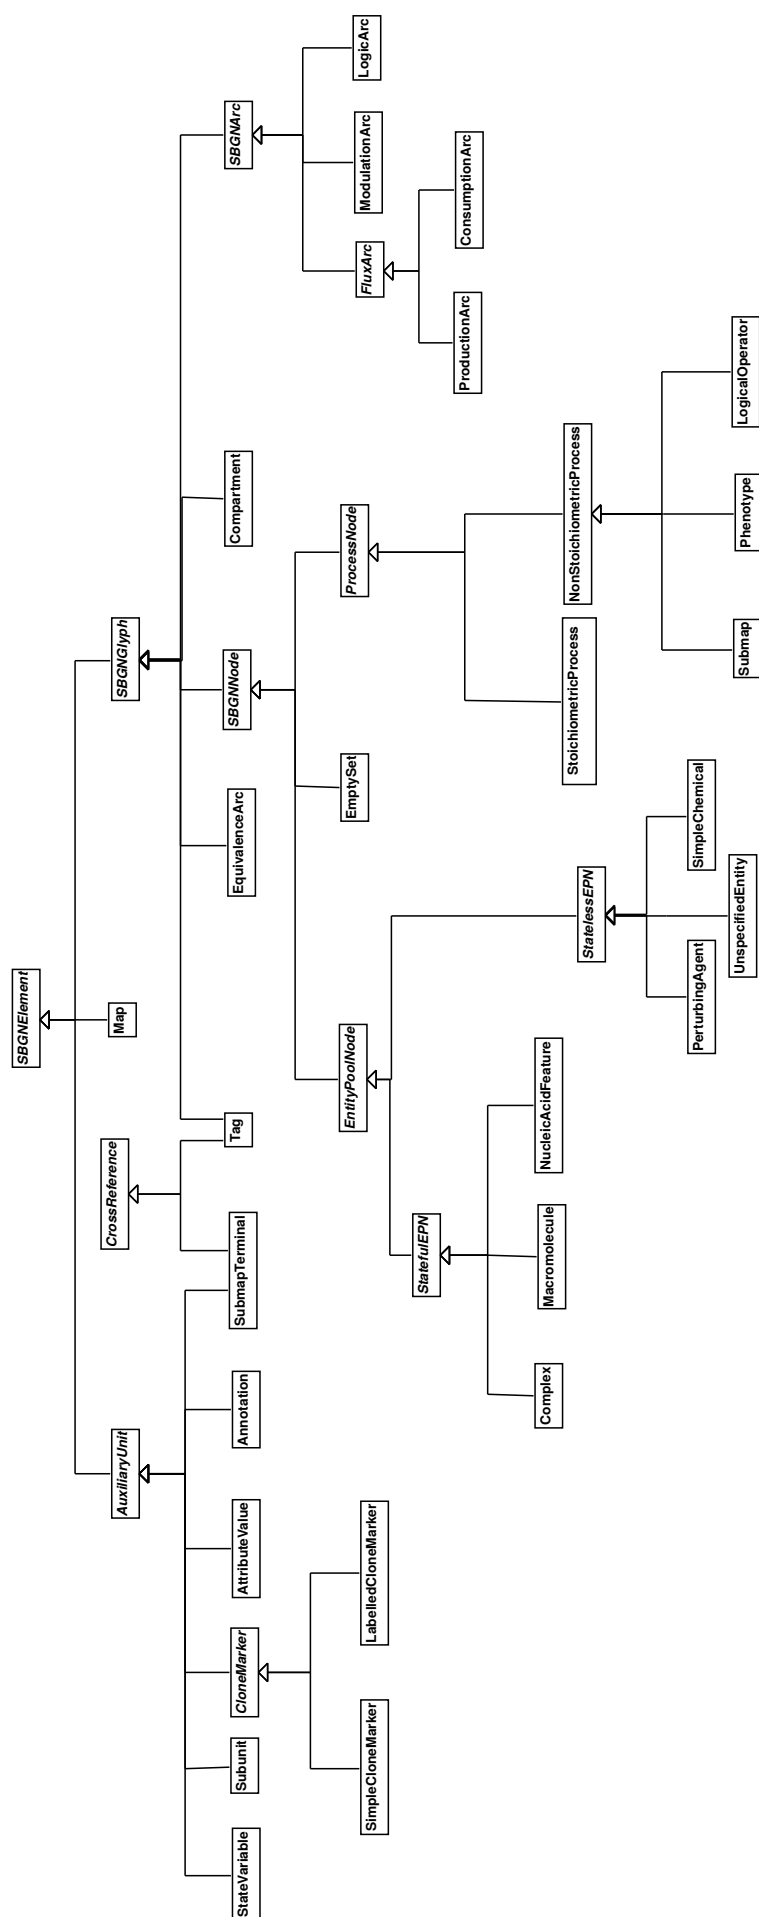 SBGNElement
AuxiliaryUnit
CrossReference
Map
SBGNGlyph
StateVariable
Subunit
CloneMarker
AttributeValue
Annotation
SubmapTerminal
Tag
EquivalenceArc
SBGNNode
Compartment
SBGNArc
SimpleCloneMarker
LabelledCloneMarker
EntityPoolNode
EmptySet
ProcessNode
FluxArc
ModulationArc
LogicArc
StatefulEPN
ProductionArc
ConsumptionArc
Complex
Macromolecule
NucleicAcidFeature
StatelessEPN
StoichiometricProcess
NonStoichiometricProcess
PerturbingAgent
UnspecifiedEntity
SimpleChemical
Submap
Phenotype
LogicalOperator